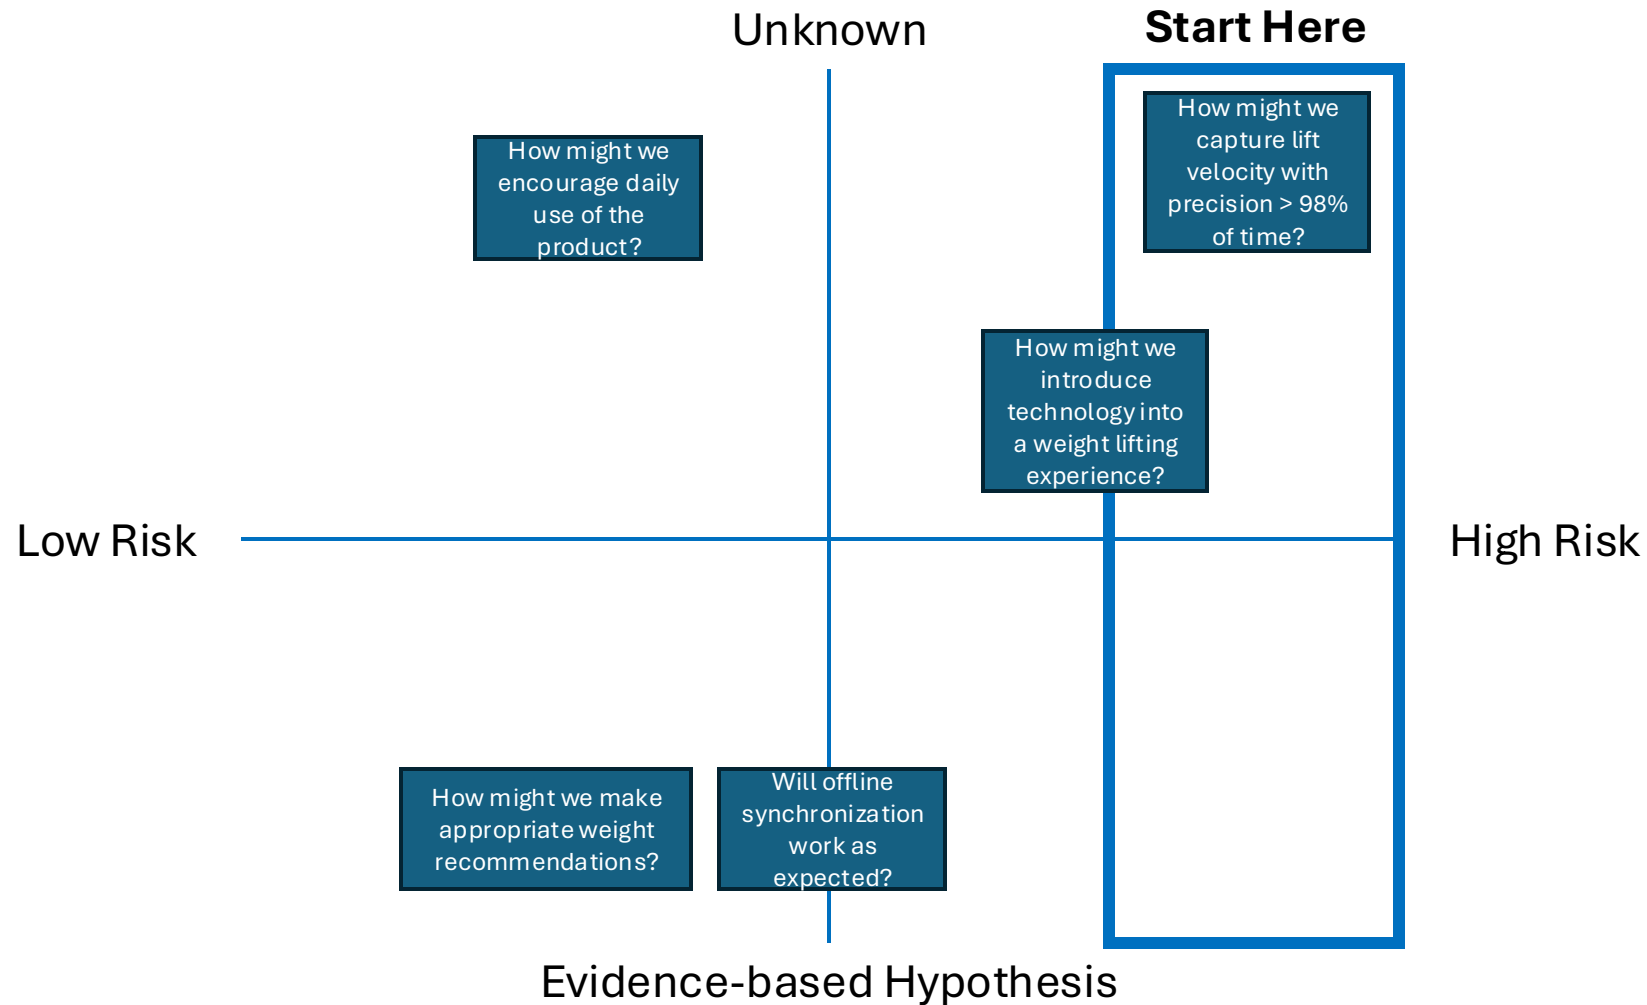 Unknown
Start Here
How might we
capture lift
velocity with
precision > 98%
of time?
How might we
encourage daily
use of the
product?
How might we
introduce
technology into
a weight lifting
experience?
Low Risk
High Risk
How might we make
appropriate weight
recommendations?
Will offline
synchronization
work as
expected?
Evidence-based Hypothesis